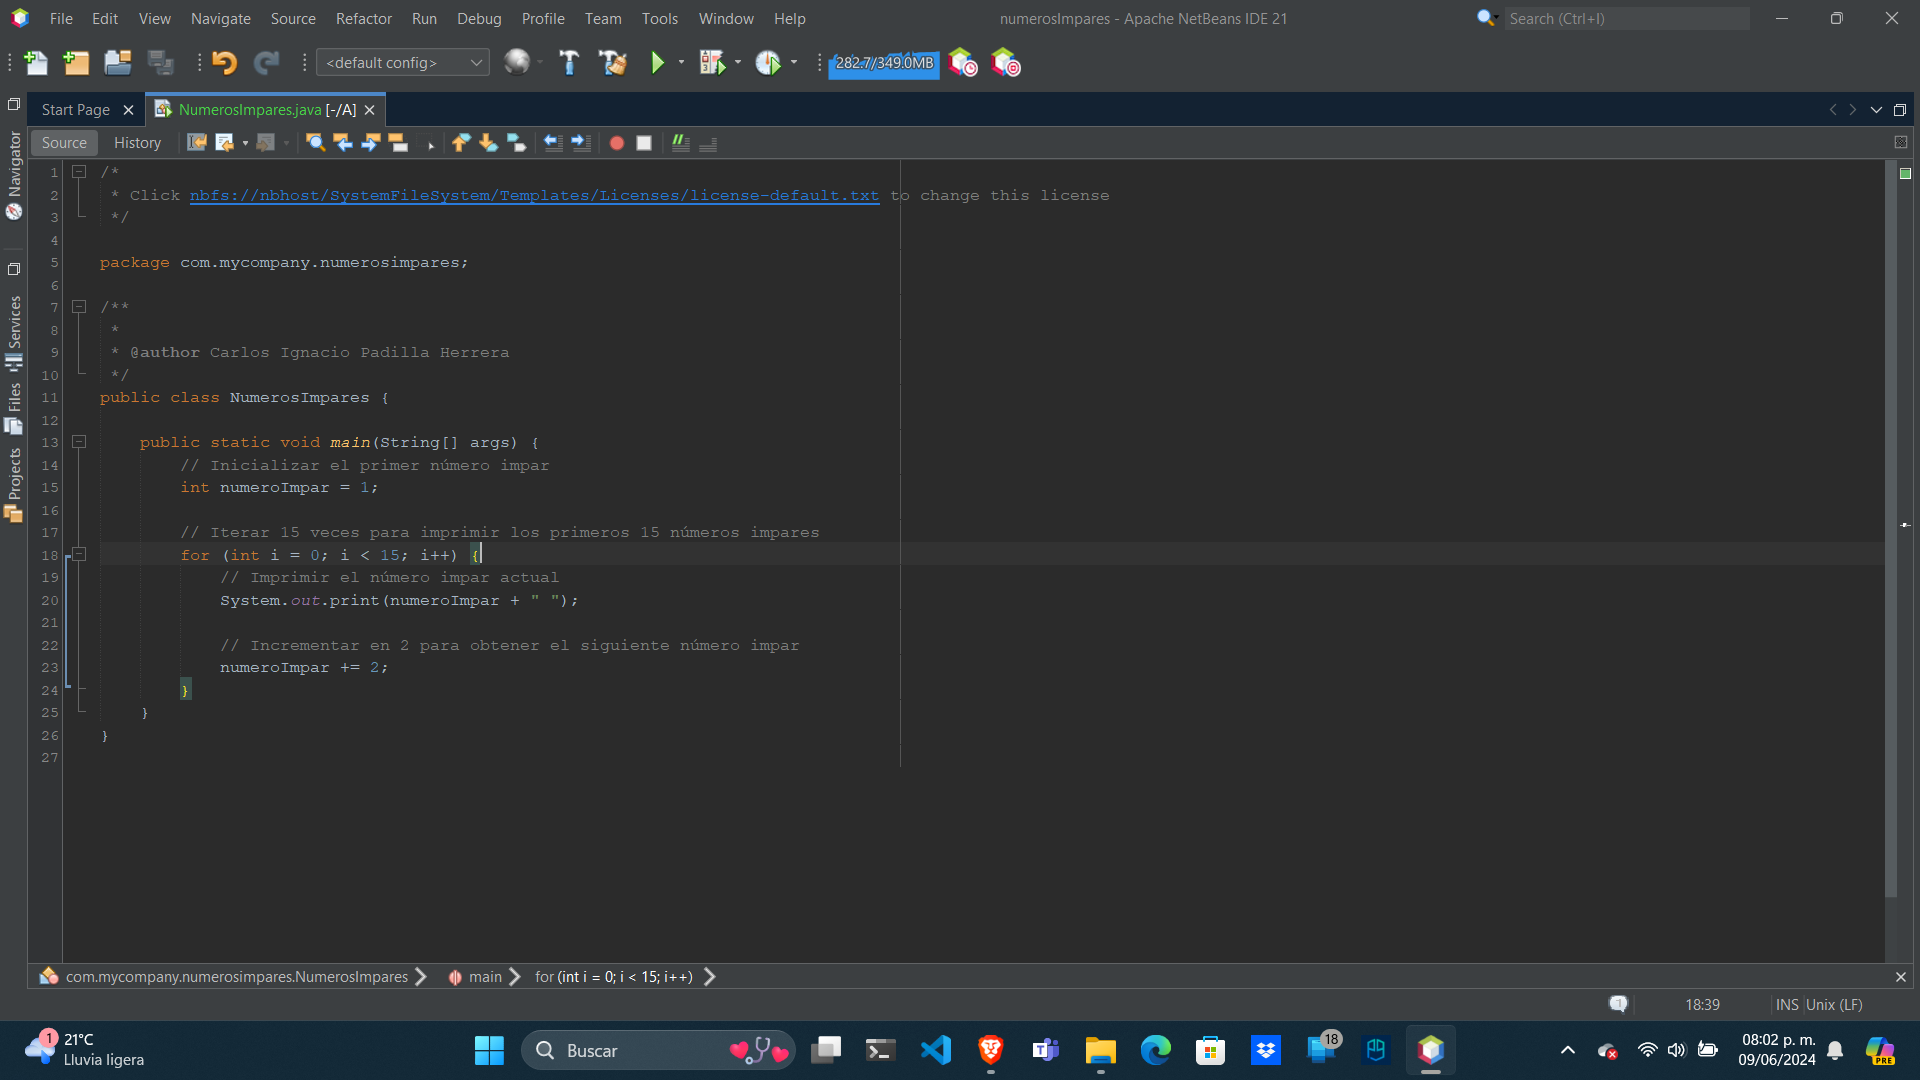 File Edit View Navigate Source Refactor Run Debug Profile Team Tools Window Help
numerosImpares - Apache NetBeans IDE 21
Search (Ctrl+I)
<default config>
282.7/349.0MB
Start Page
NumerosImpares.java [-/A]
Source History
Navigator
Services
Files
Projects
1 /*
2 * Click nbfs://nbhost/SystemFileSystem/Templates/Licenses/license-default.txt to change this license
3 */
4
5 package com.mycompany.numerosimpares;
6
7 /**
8 *
9 * @author Carlos Ignacio Padilla Herrera
10 */
11 public class NumerosImpares {
12
13 public static void main(String[] args) {
14 // Inicializar el primer número impar
15 int numeroImpar = 1;
16
17 // Iterar 15 veces para imprimir los primeros 15 números impares
18 for (int i = 0; i < 15; i++) {
19 // Imprimir el número impar actual
20 System.out.print(numeroImpar + " ");
21
22 // Incrementar en 2 para obtener el siguiente número impar
23 numeroImpar += 2;
24 }
25 }
26 }
27
com.mycompany.numerosimpares.NumerosImpares main for (int i = 0; i < 15; i++)
1 18:39 INS Unix (LF)
1 21°C
Lluvia ligera
Buscar
18
08:02 p. m.
09/06/2024
PRE